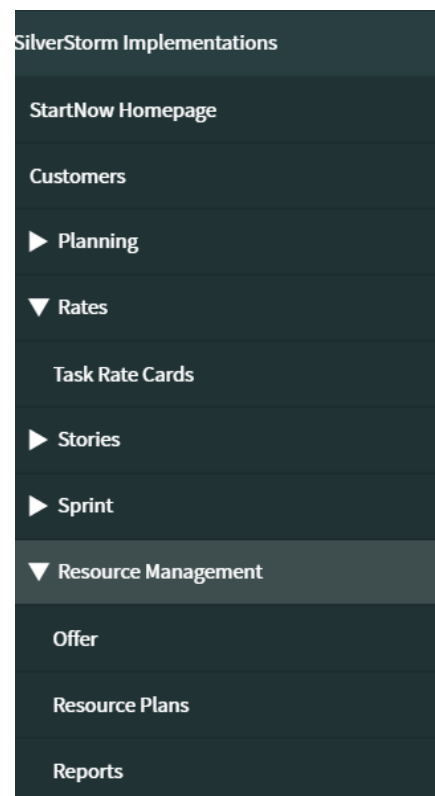 SilverStorm Implementations
StartNow Homepage
Customers
Planning
Rates
Task Rate Cards
Stories
Sprint
Resource Management
Offer
Resource Plans
Reports